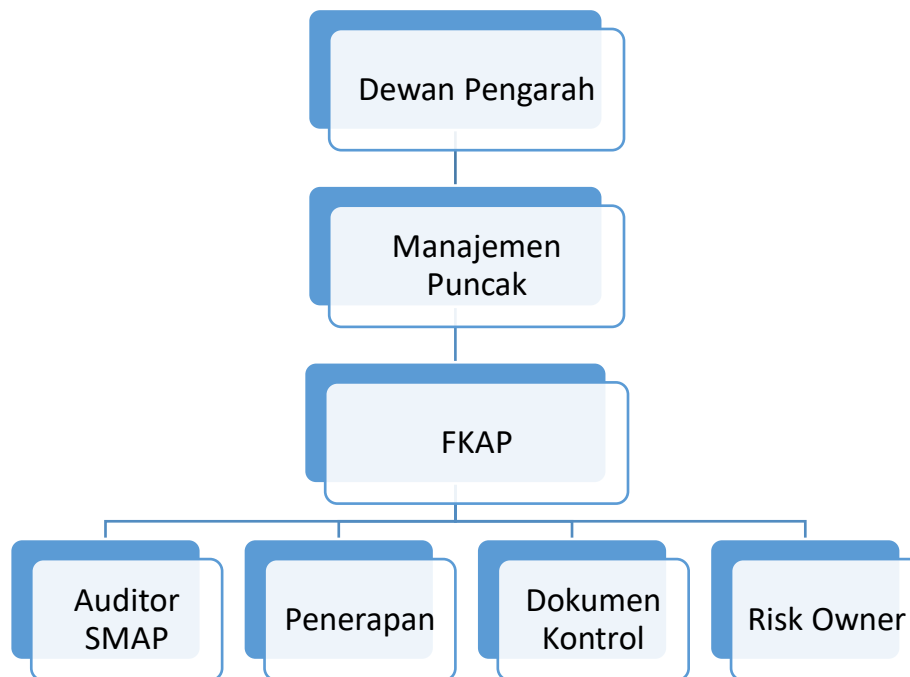 Dewan Pengarah
Manajemen
Puncak
FKAP
Auditor
SMAP
Penerapan
Dokumen
Kontrol
Risk Owner